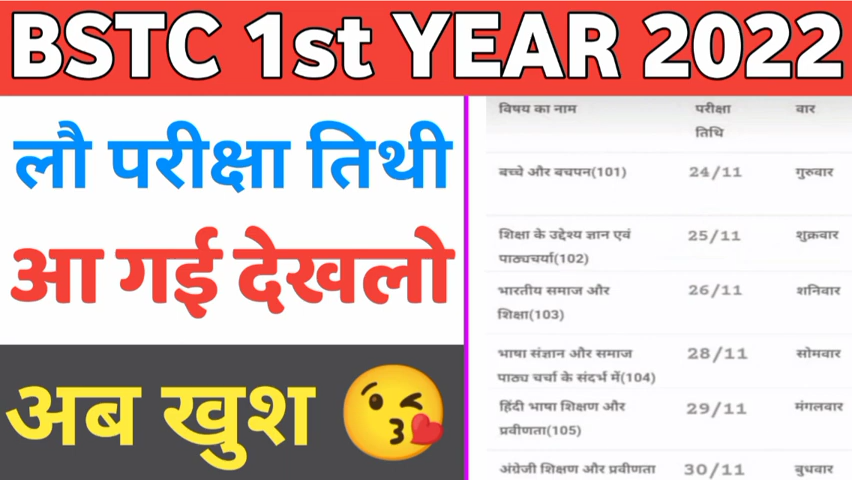 BSTC 1st YEAR 2022
लौ परीक्षा तिथी
आ गई देखलो
अब खुश
विषय का नाम परीक्षा वार
तिथि
बच्चे और बचपन(101) 24/11 गुरुवार
शिक्षा के उद्देश्य ज्ञान एवं 25/11 शुक्रवार
पाठ्यचर्या(102)
भारतीय समाज और 26/11 शनिवार
शिक्षा(103)
भाषा संज्ञान और समाज 28/11 सोमवार
पाठ्य चर्चा के संदर्भ में(104)
हिंदी भाषा शिक्षण और 29/11 मंगलवार
प्रवीणता(105)
अंग्रेजी शिक्षण और प्रवीणता 30/11 बुधवार